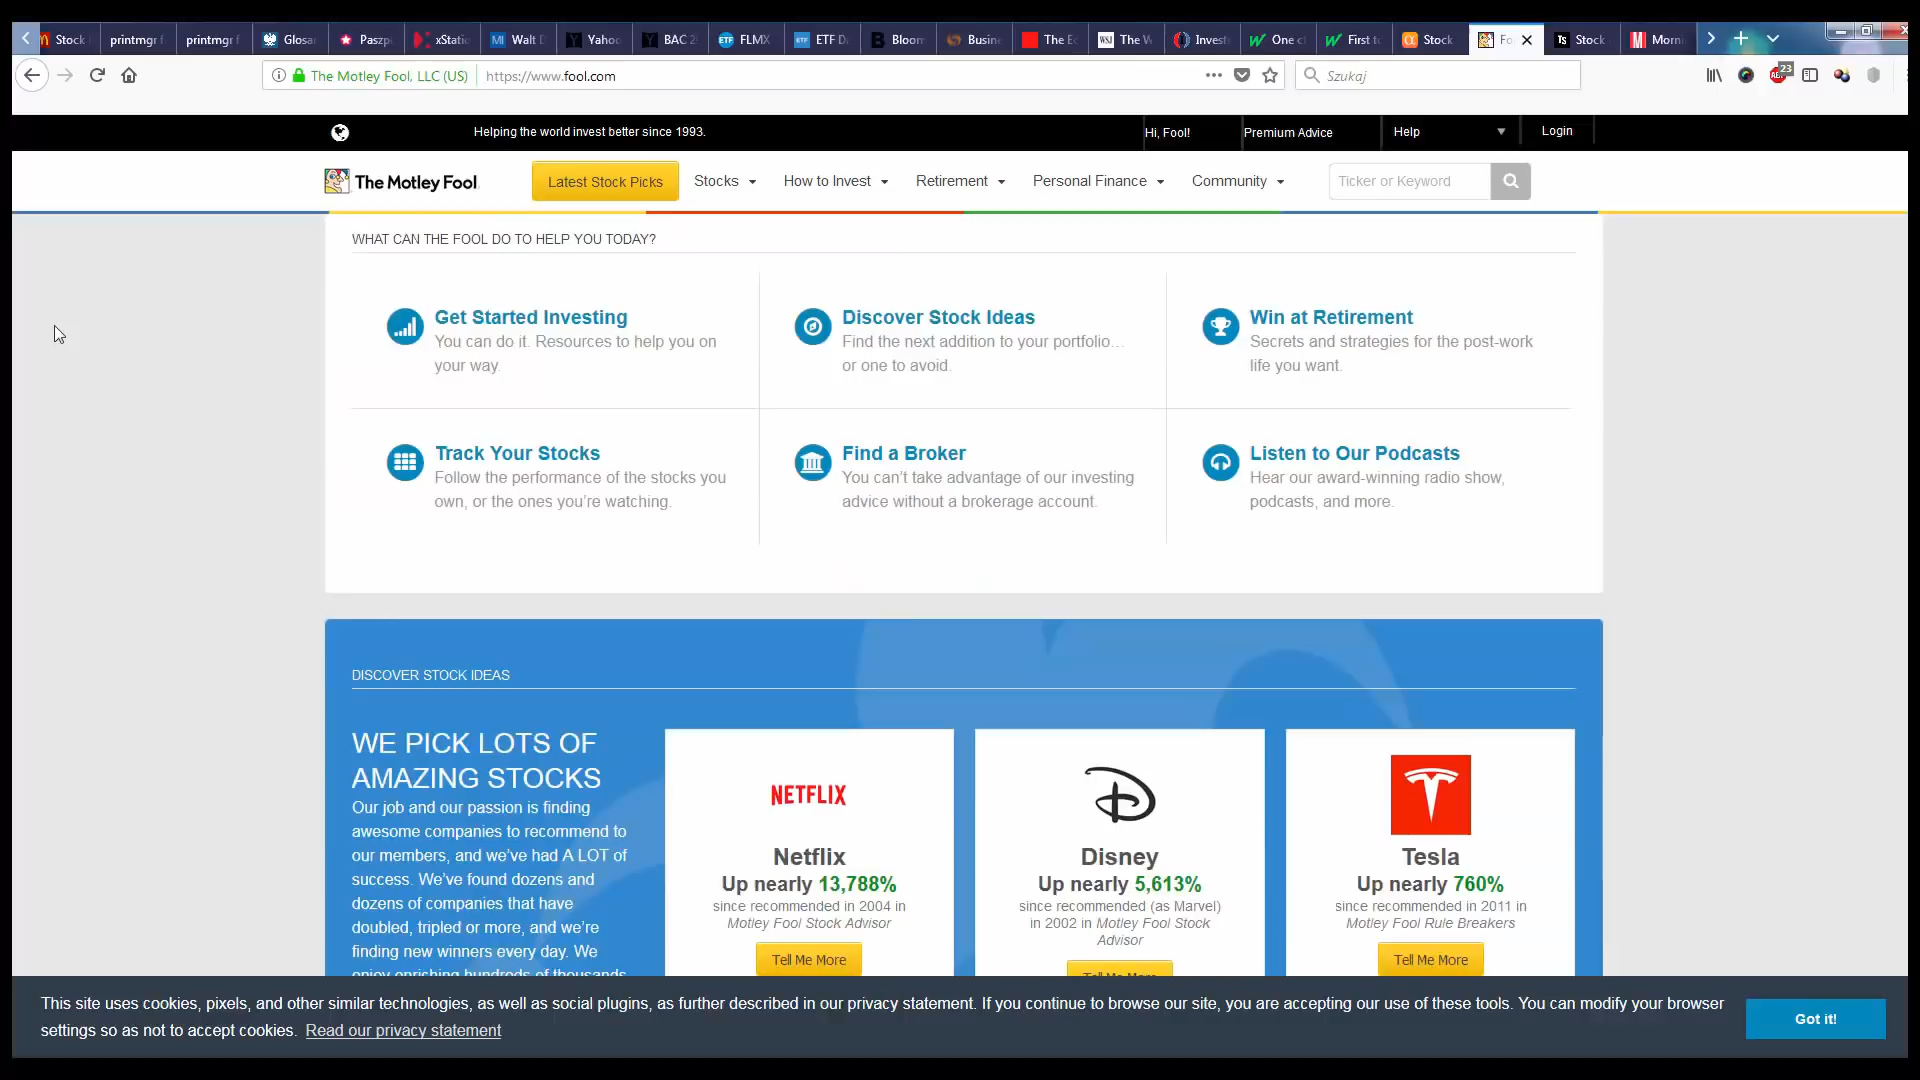 Stock printmgr printmgr f Glosa Paszp xStati Walt D Yaho BAC 2 FLMX ETF D Bloom Busin The E The W Invest One c First t Stock Fo Stock Morni
The Motley Fool, LLC (US) https://www.fool.com Szukaj 23
Helping the world invest better since 1993. Hi, Fool! Premium Advice Help Login
The Motley Fool Latest Stock Picks Stocks How to Invest Retirement Personal Finance Community Ticker or Keyword
WHAT CAN THE FOOL DO TO HELP YOU TODAY?
Get Started Investing
You can do it. Resources to help you on
your way.
Discover Stock Ideas
Find the next addition to your portfolio…
or one to avoid.
Win at Retirement
Secrets and strategies for the post-work
life you want.
Track Your Stocks
Follow the performance of the stocks you
own, or the ones you’re watching.
Find a Broker
You can’t take advantage of our investing
advice without a brokerage account.
Listen to Our Podcasts
Hear our award-winning radio show,
podcasts, and more.
DISCOVER STOCK IDEAS
WE PICK LOTS OF
AMAZING STOCKS
Our job and our passion is finding
awesome companies to recommend to
our members, and we’ve had A LOT of
success. We’ve found dozens and
dozens of companies that have
doubled, tripled or more, and we’re
finding new winners every day. We
enjoy enriching hundreds of thousands
NETFLIX
Netflix
Up nearly 13,788%
since recommended in 2004 in
Motley Fool Stock Advisor
Tell Me More
Disney
Up nearly 5,613%
since recommended (as Marvel)
in 2002 in Motley Fool Stock
Advisor
Tell Me More
Tesla
Up nearly 760%
since recommended in 2011 in
Motley Fool Rule Breakers
Tell Me More
This site uses cookies, pixels, and other similar technologies, as well as social plugins, as further described in our privacy statement. If you continue to browse our site, you are accepting our use of these tools. You can modify your browser
settings so as not to accept cookies. Read our privacy statement
Got it!